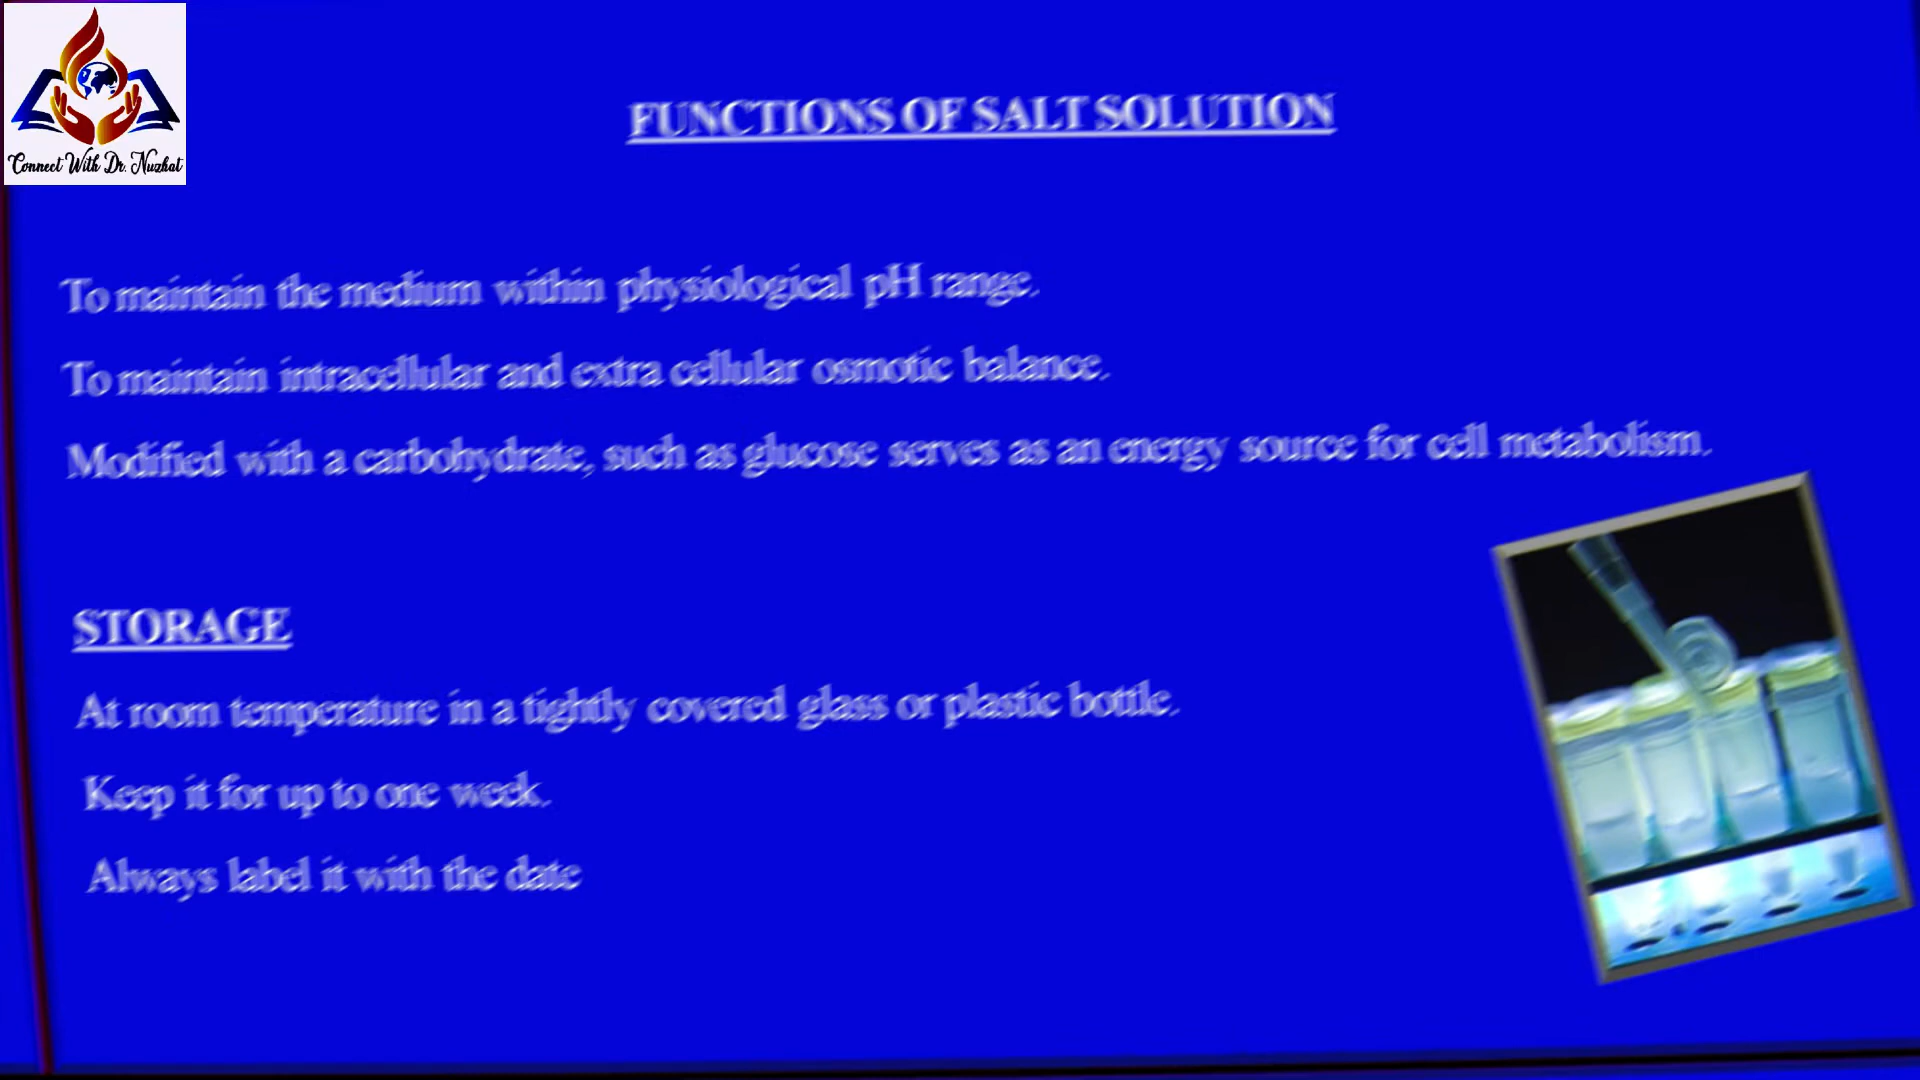 Connect With Dr. Nuzhat
FUNCTIONS OF SALT SOLUTION
To maintain the medium within physiological pH range.
To maintain intracellular and extra cellular osmotic balance.
Modified with a carbohydrate, such as glucose serves as an energy source for cell metabolism.
STORAGE
At room temperature in a tightly covered glass or plastic bottle.
Keep it for up to one week.
Always label it with the date